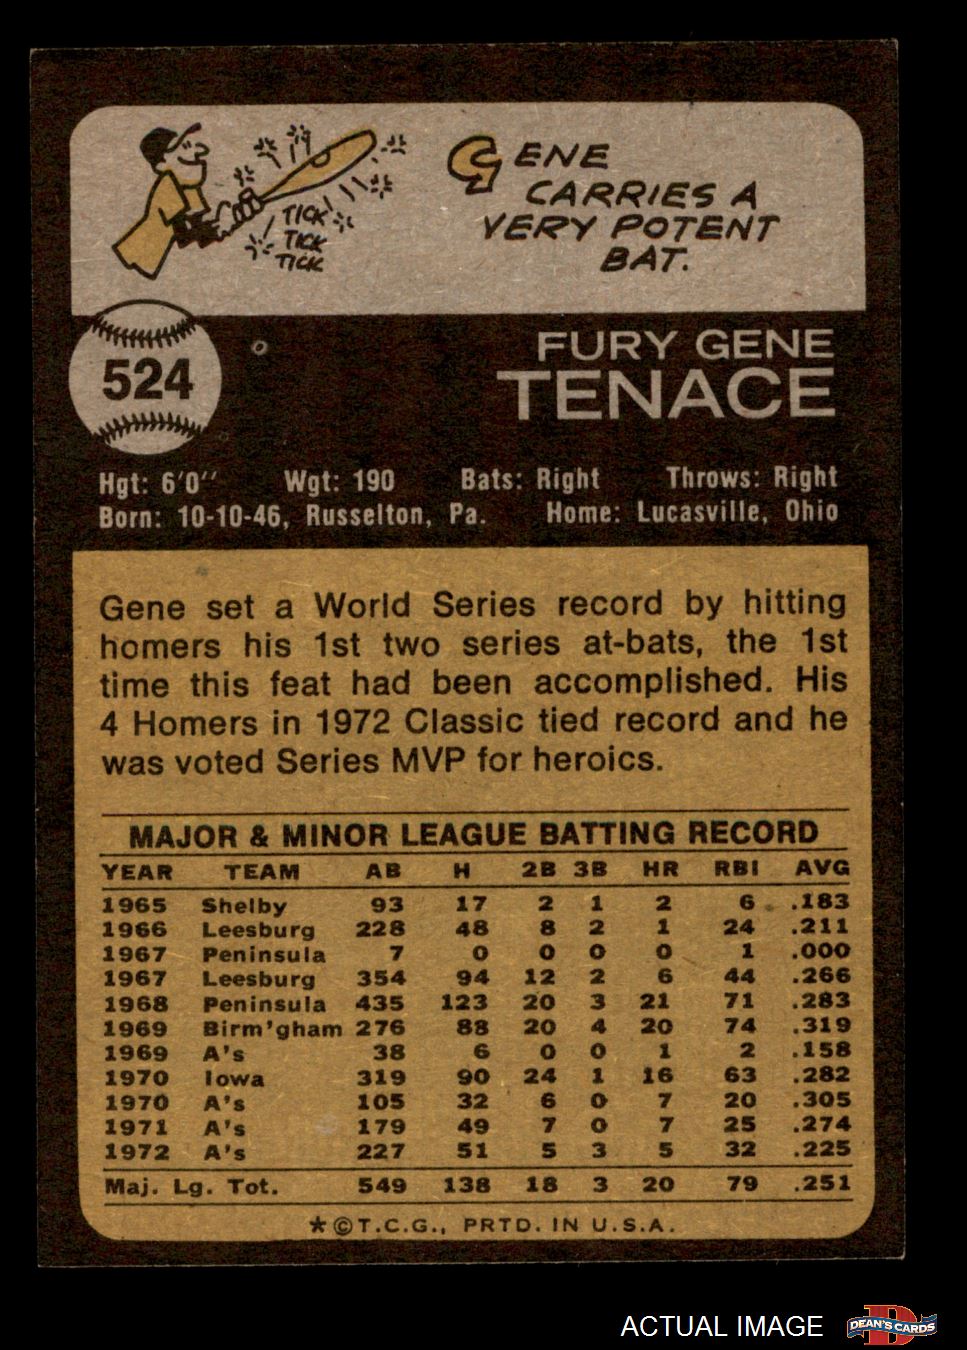 TICK
TICK
TICK
GENE
CARRIES A
VERY POTENT
BAT.
524
FURY GENE
TENACE
Hgt: 6'0'' Wgt: 190 Bats: Right Throws: Right
Born: 10-10-46, Russelton, Pa. Home: Lucasville, Ohio
Gene set a World Series record by hitting
homers his 1st two series at-bats, the 1st
time this feat had been accomplished. His
4 Homers in 1972 Classic tied record and he
was voted Series MVP for heroics.
MAJOR & MINOR LEAGUE BATTING RECORD
YEAR TEAM AB H 2B 3B HR RBI AVG
1965 Shelby 93 17 2 1 2 6 .183
1966 Leesburg 228 48 8 2 1 24 .211
1967 Peninsula 7 0 0 0 0 1 .000
1967 Leesburg 354 94 12 2 6 44 .266
1968 Peninsula 435 123 20 3 21 71 .283
1969 Birm'gham 276 88 20 4 20 74 .319
1969 A's 38 6 0 0 1 2 .158
1970 Iowa 319 90 24 1 16 63 .282
1970 A's 105 32 6 0 7 20 .305
1971 A's 179 49 7 0 7 25 .274
1972 A's 227 51 5 3 5 32 .225
Maj. Lg. Tot. 549 138 18 3 20 79 .251
*©T.C.G., PRTD. IN U.S.A.
ACTUAL IMAGE
D
DEAN'S CARDS